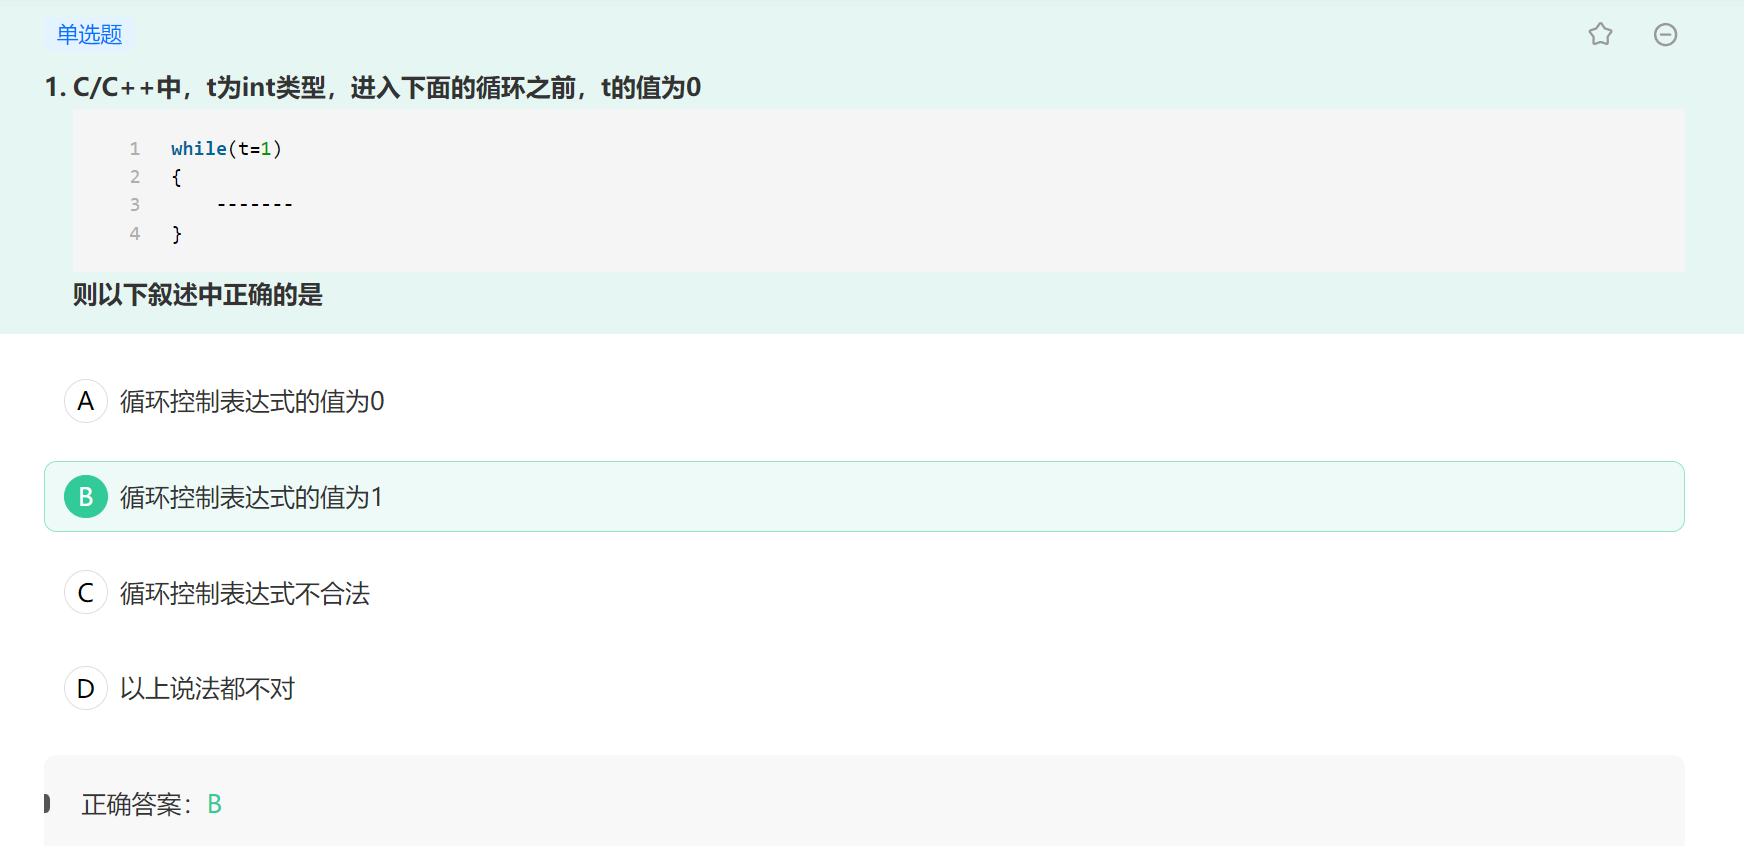 单选题
1. C/C++中，t为int类型，进入下面的循环之前，t的值为0
1 while(t=1)
2 {
3 -------
4 }
则以下叙述中正确的是
A 循环控制表达式的值为0
B 循环控制表达式的值为1
C 循环控制表达式不合法
D 以上说法都不对
正确答案：B